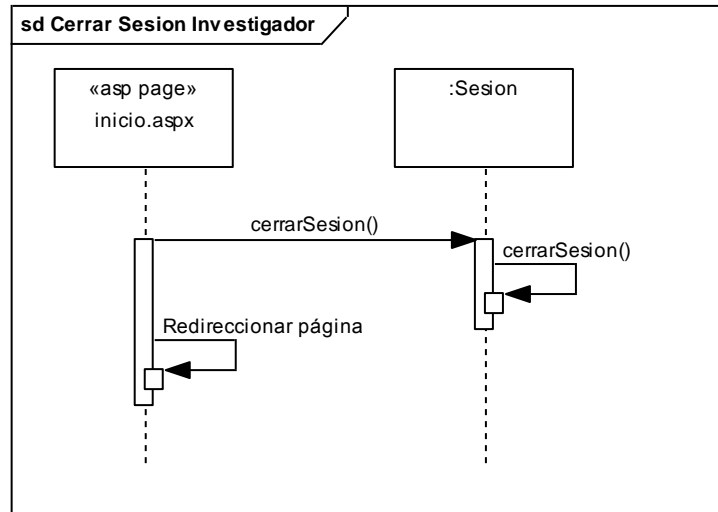 sd Cerrar Sesion Investigador
«asp page»
inicio.aspx
:Sesion
cerrarSesion()
cerrarSesion()
Redireccionar página